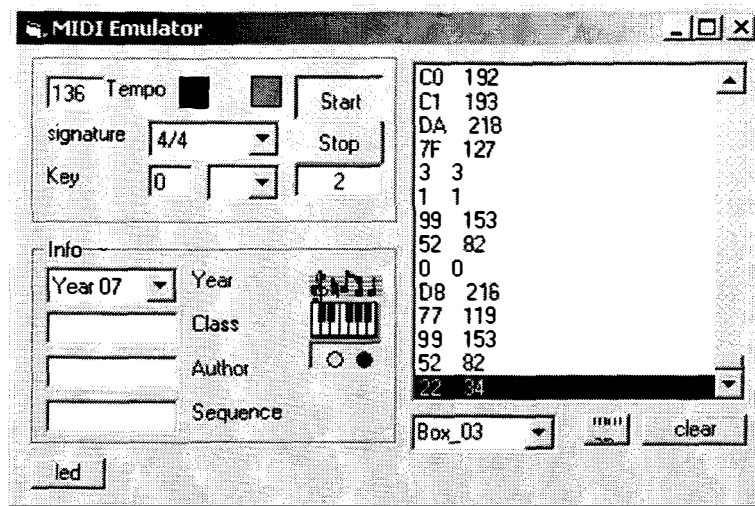 MIDI Emulator
136 Tempo
Start
signature 4/4
Stop
Key 0
2
Info
Year 07 Year
Class
Author
Sequence
led
C0 192
C1 193
DA 218
7F 127
3 3
1 1
99 153
52 82
0 0
D8 216
77 119
99 153
52 82
22 34
Box_03
clear